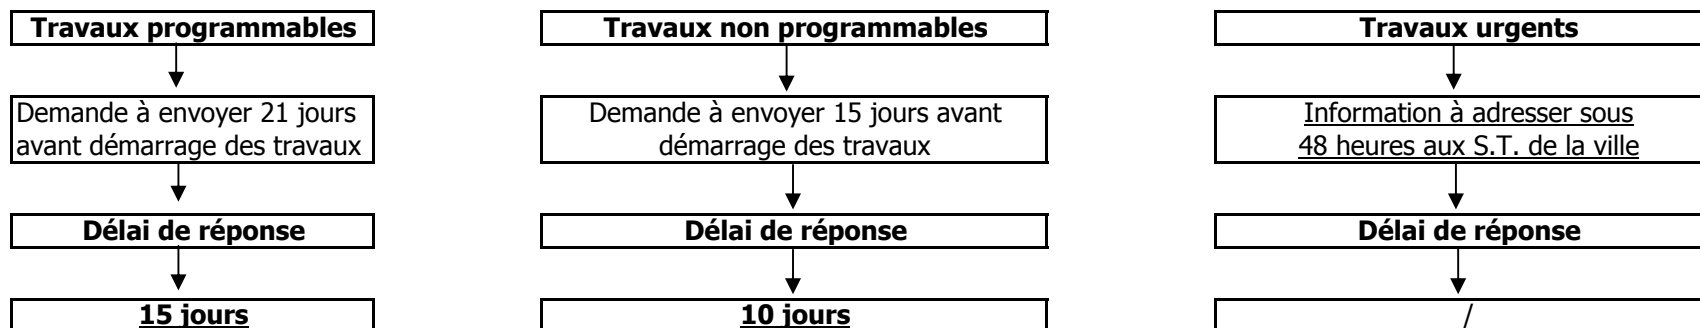 Travaux programmables
Demande à envoyer 21 jours
avant démarrage des travaux
Délai de réponse
15 jours
Travaux non programmables
Demande à envoyer 15 jours avant
démarrage des travaux
Délai de réponse
10 jours
Travaux urgents
Information à adresser sous
48 heures aux S.T. de la ville
Délai de réponse
/